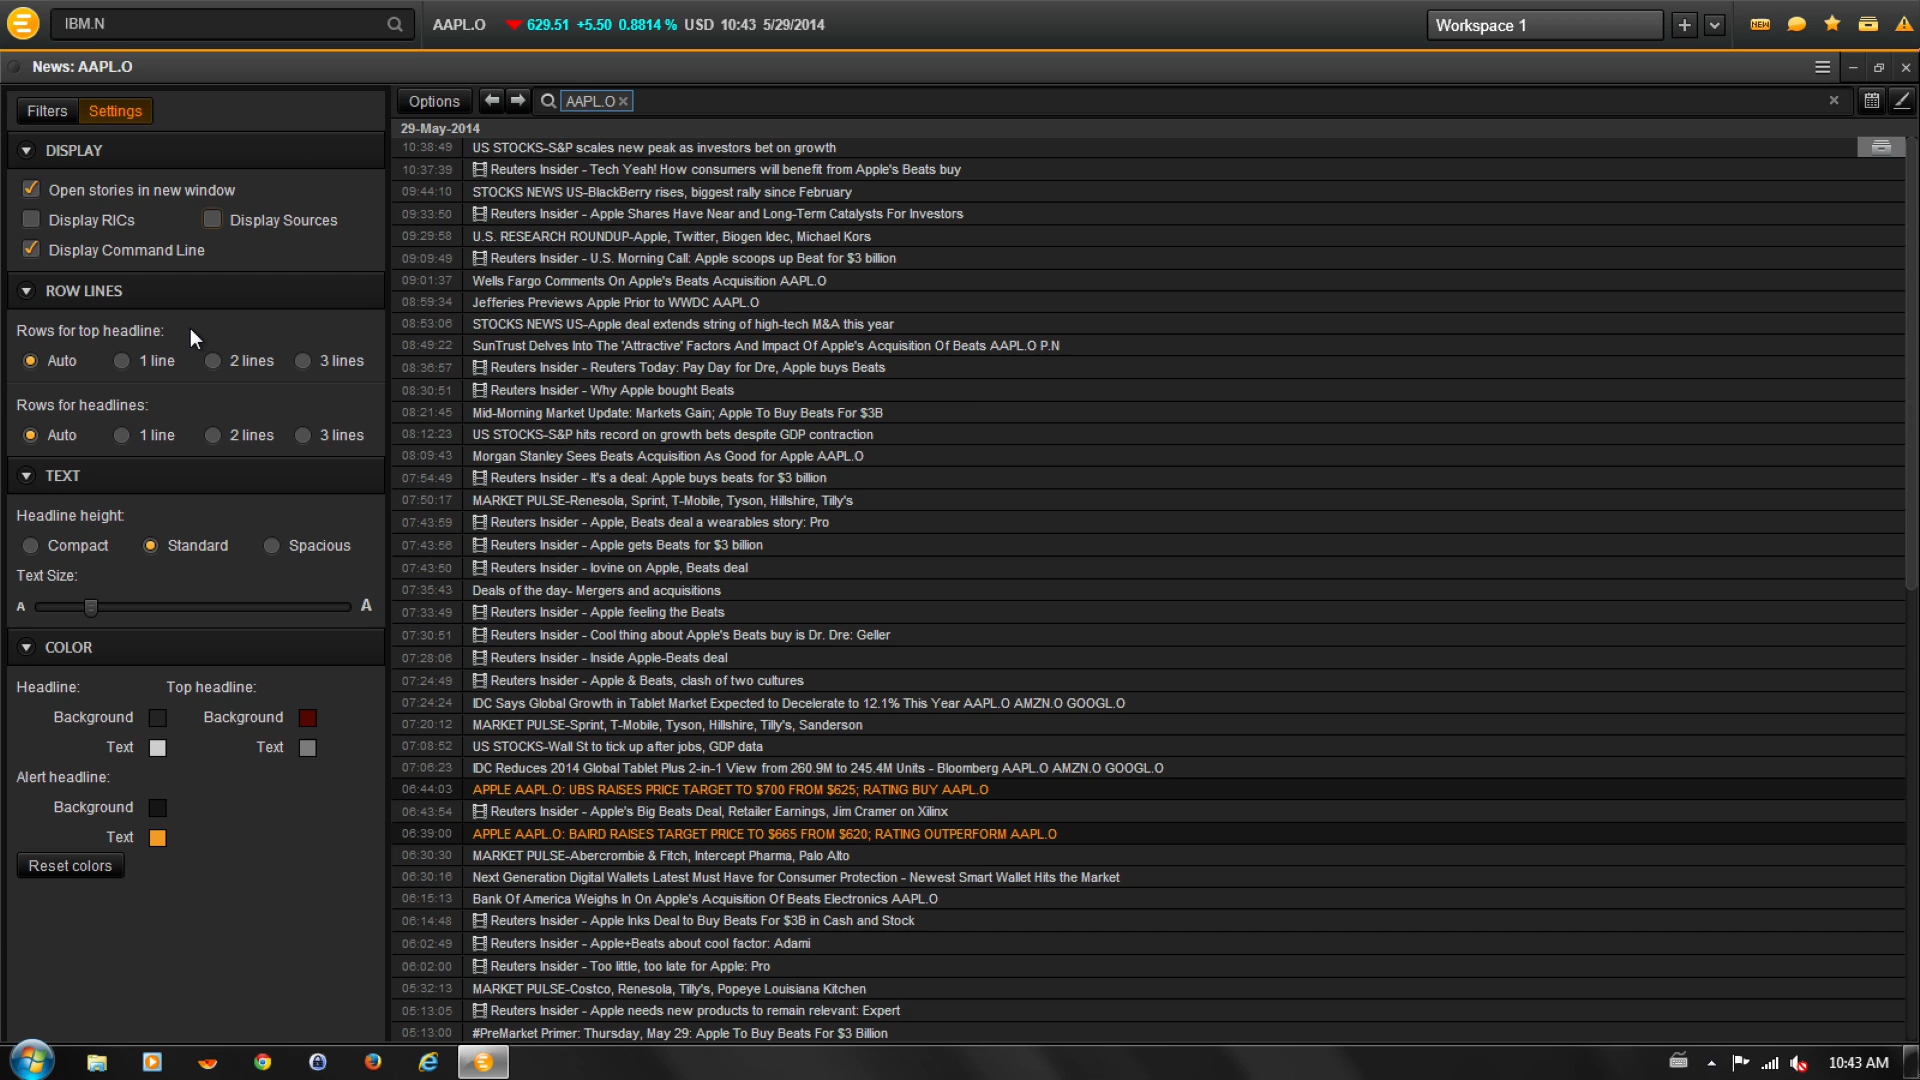 IBM.N
AAPL.O 629.51 +5.50 0.8814 % USD 10:43 5/29/2014
Workspace 1
NEW
News: AAPL.O
Filters Settings
DISPLAY
Open stories in new window
Display RICs Display Sources
Display Command Line
ROW LINES
Rows for top headline:
Auto 1 line 2 lines 3 lines
Rows for headlines:
Auto 1 line 2 lines 3 lines
TEXT
Headline height:
Compact Standard Spacious
Text Size:
A A
COLOR
Headline: Top headline:
Background Background
Text Text
Alert headline:
Background
Text
Reset colors
Options AAPL.O
29-May-2014
10:38:49 US STOCKS-S&P scales new peak as investors bet on growth
10:37:39 Reuters Insider - Tech Yeah! How consumers will benefit from Apple's Beats buy
09:44:10 STOCKS NEWS US-BlackBerry rises, biggest rally since February
09:33:50 Reuters Insider - Apple Shares Have Near and Long-Term Catalysts For Investors
09:29:58 U.S. RESEARCH ROUNDUP-Apple, Twitter, Biogen Idec, Michael Kors
09:09:49 Reuters Insider - U.S. Morning Call: Apple scoops up Beat for $3 billion
09:01:37 Wells Fargo Comments On Apple's Beats Acquisition AAPL.O
08:59:34 Jefferies Previews Apple Prior to WWDC AAPL.O
08:53:06 STOCKS NEWS US-Apple deal extends string of high-tech M&A this year
08:49:22 SunTrust Delves Into The 'Attractive' Factors And Impact Of Apple's Acquisition Of Beats AAPL.O P.N
08:36:57 Reuters Insider - Reuters Today: Pay Day for Dre, Apple buys Beats
08:30:51 Reuters Insider - Why Apple bought Beats
08:21:45 Mid-Morning Market Update: Markets Gain; Apple To Buy Beats For $3B
08:12:23 US STOCKS-S&P hits record on growth bets despite GDP contraction
08:09:43 Morgan Stanley Sees Beats Acquisition As Good for Apple AAPL.O
07:54:49 Reuters Insider - It's a deal: Apple buys beats for $3 billion
07:50:17 MARKET PULSE-Renesola, Sprint, T-Mobile, Tyson, Hillshire, Tilly's
07:43:59 Reuters Insider - Apple, Beats deal a wearables story: Pro
07:43:56 Reuters Insider - Apple gets Beats for $3 billion
07:43:50 Reuters Insider - Iovine on Apple, Beats deal
07:35:43 Deals of the day- Mergers and acquisitions
07:33:49 Reuters Insider - Apple feeling the Beats
07:30:51 Reuters Insider - Cool thing about Apple's Beats buy is Dr. Dre: Geller
07:28:06 Reuters Insider - Inside Apple-Beats deal
07:24:49 Reuters Insider - Apple & Beats, clash of two cultures
07:24:24 IDC Says Global Growth in Tablet Market Expected to Decelerate to 12.1% This Year AAPL.O AMZN.O GOOGL.O
07:20:12 MARKET PULSE-Sprint, T-Mobile, Tyson, Hillshire, Tilly's, Sanderson
07:08:52 US STOCKS-Wall St to tick up after jobs, GDP data
07:06:23 IDC Reduces 2014 Global Tablet Plus 2-in-1 View from 260.9M to 245.4M Units - Bloomberg AAPL.O AMZN.O GOOGL.O
06:44:03 APPLE AAPL.O: UBS RAISES PRICE TARGET TO $700 FROM $625; RATING BUY AAPL.O
06:43:54 Reuters Insider - Apple's Big Beats Deal, Retailer Earnings, Jim Cramer on Xilinx
06:39:00 APPLE AAPL.O: BAIRD RAISES TARGET PRICE TO $665 FROM $620; RATING OUTPERFORM AAPL.O
06:30:30 MARKET PULSE-Abercrombie & Fitch, Intercept Pharma, Palo Alto
06:30:16 Next Generation Digital Wallets Latest Must Have for Consumer Protection - Newest Smart Wallet Hits the Market
06:15:13 Bank Of America Weighs In On Apple's Acquisition Of Beats Electronics AAPL.O
06:14:48 Reuters Insider - Apple Inks Deal to Buy Beats For $3B in Cash and Stock
06:02:49 Reuters Insider - Apple+Beats about cool factor: Adami
06:02:00 Reuters Insider - Too little, too late for Apple: Pro
05:32:13 MARKET PULSE-Costco, Renesola, Tilly's, Popeye Louisiana Kitchen
05:13:05 Reuters Insider - Apple needs new products to remain relevant: Expert
05:13:00 #PreMarket Primer: Thursday, May 29: Apple To Buy Beats For $3 Billion
10:43 AM